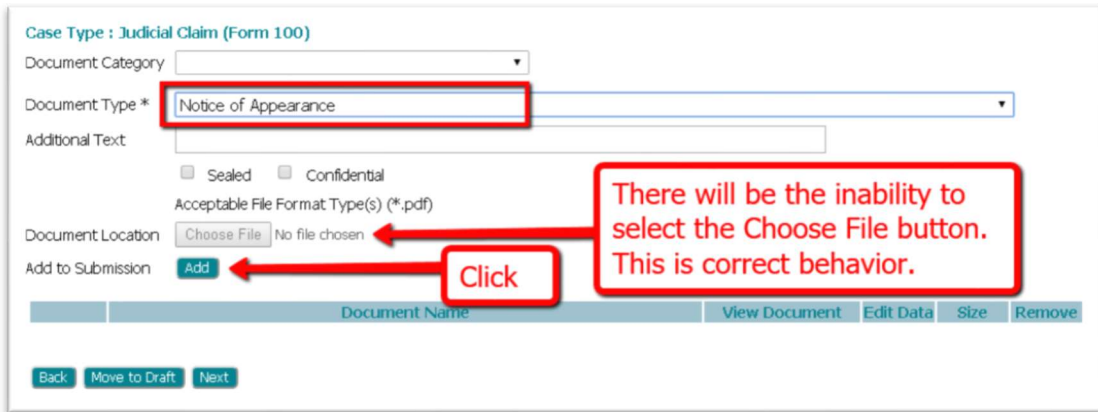 Case Type : Judicial Claim (Form 100)
Document Category
Document Type * Notice of Appearance
Additional Text
Sealed Confidential
Acceptable File Format Type(s) (*.pdf)
Document Location Choose File No file chosen
Add to Submission Add
Click
There will be the inability to
select the Choose File button.
This is correct behavior.
Document Name View Document Edit Data Size Remove
Back Move to Draft Next